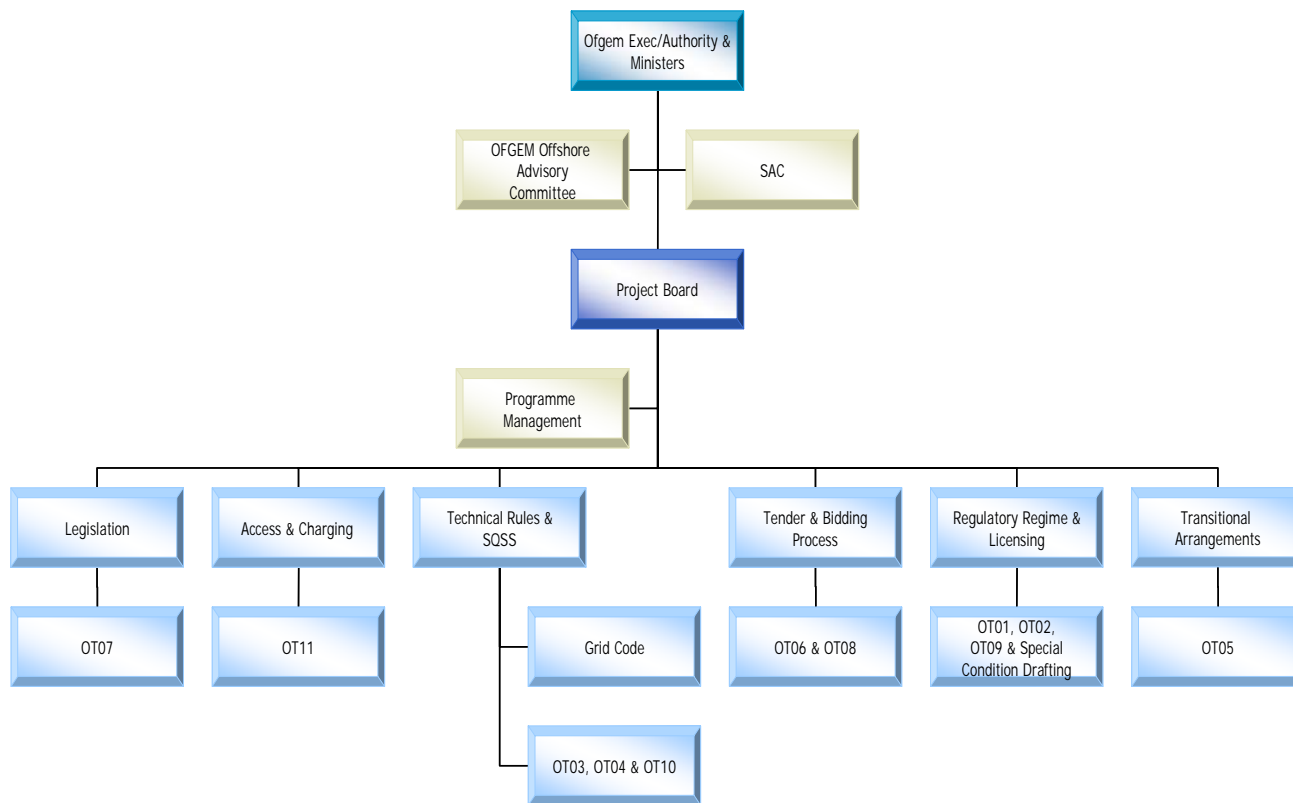 Ofgem Exec/Authority &
Ministers
OFGEM Offshore
Advisory
Committee
SAC
Project Board
Programme
Management
Legislation
Access & Charging
Technical Rules &
SQSS
Tender & Bidding
Process
Regulatory Regime &
Licensing
Transitional
Arrangements
OT07
OT11
Grid Code
OT06 & OT08
OT01, OT02,
OT09 & Special
Condition Drafting
OT05
OT03, OT04 & OT10